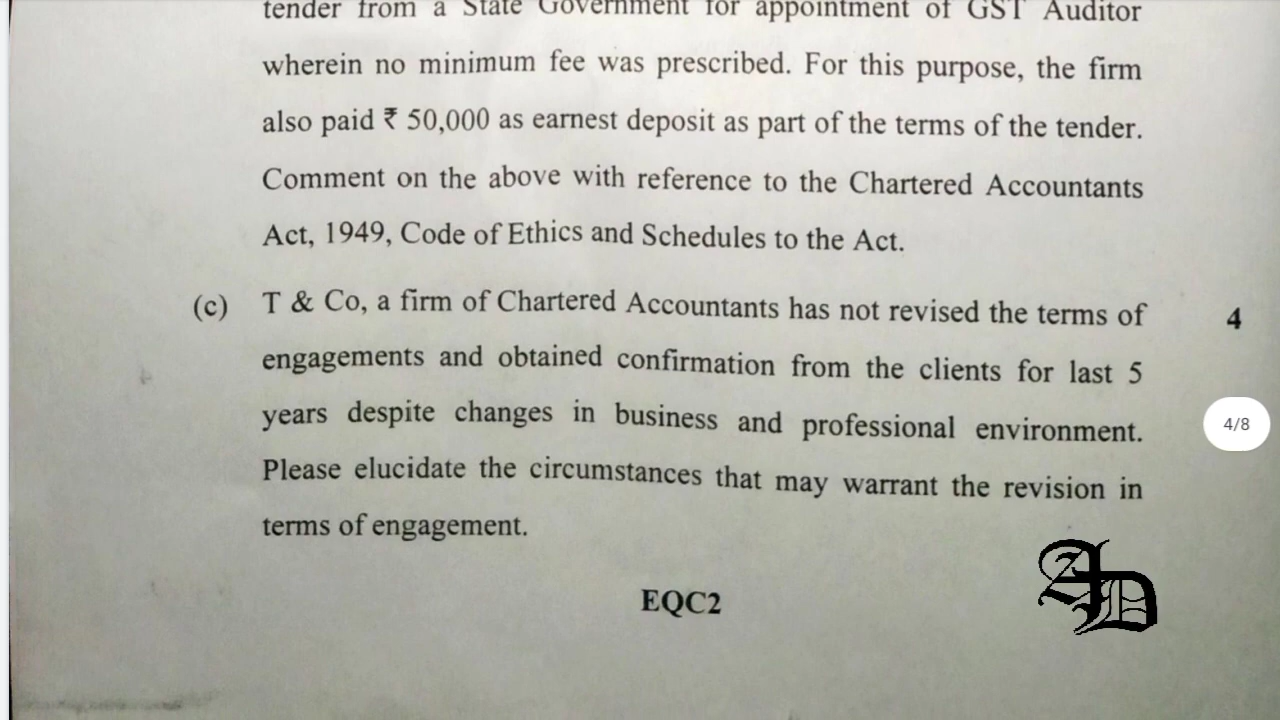 tender from a State Government for appointment of GST Auditor
wherein no minimum fee was prescribed. For this purpose, the firm
also paid ₹ 50,000 as earnest deposit as part of the terms of the tender.
Comment on the above with reference to the Chartered Accountants
Act, 1949, Code of Ethics and Schedules to the Act.
(c) T & Co, a firm of Chartered Accountants has not revised the terms of 4
engagements and obtained confirmation from the clients for last 5
years despite changes in business and professional environment.
4/8
Please elucidate the circumstances that may warrant the revision in
terms of engagement.
AD
EQC2